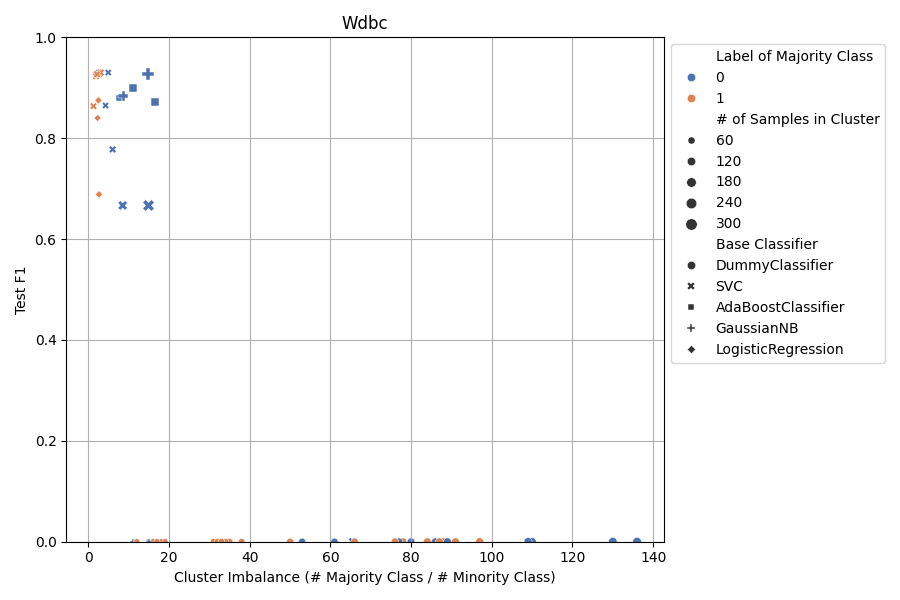 Wdbc
1.0
0.8
0.6
0.4
0.2
0.0
Test F1
0 20 40 60 80 100 120 140
Cluster Imbalance (# Majority Class / # Minority Class)
Label of Majority Class
0
1
# of Samples in Cluster
60
120
180
240
300
Base Classifier
DummyClassifier
SVC
AdaBoostClassifier
GaussianNB
LogisticRegression